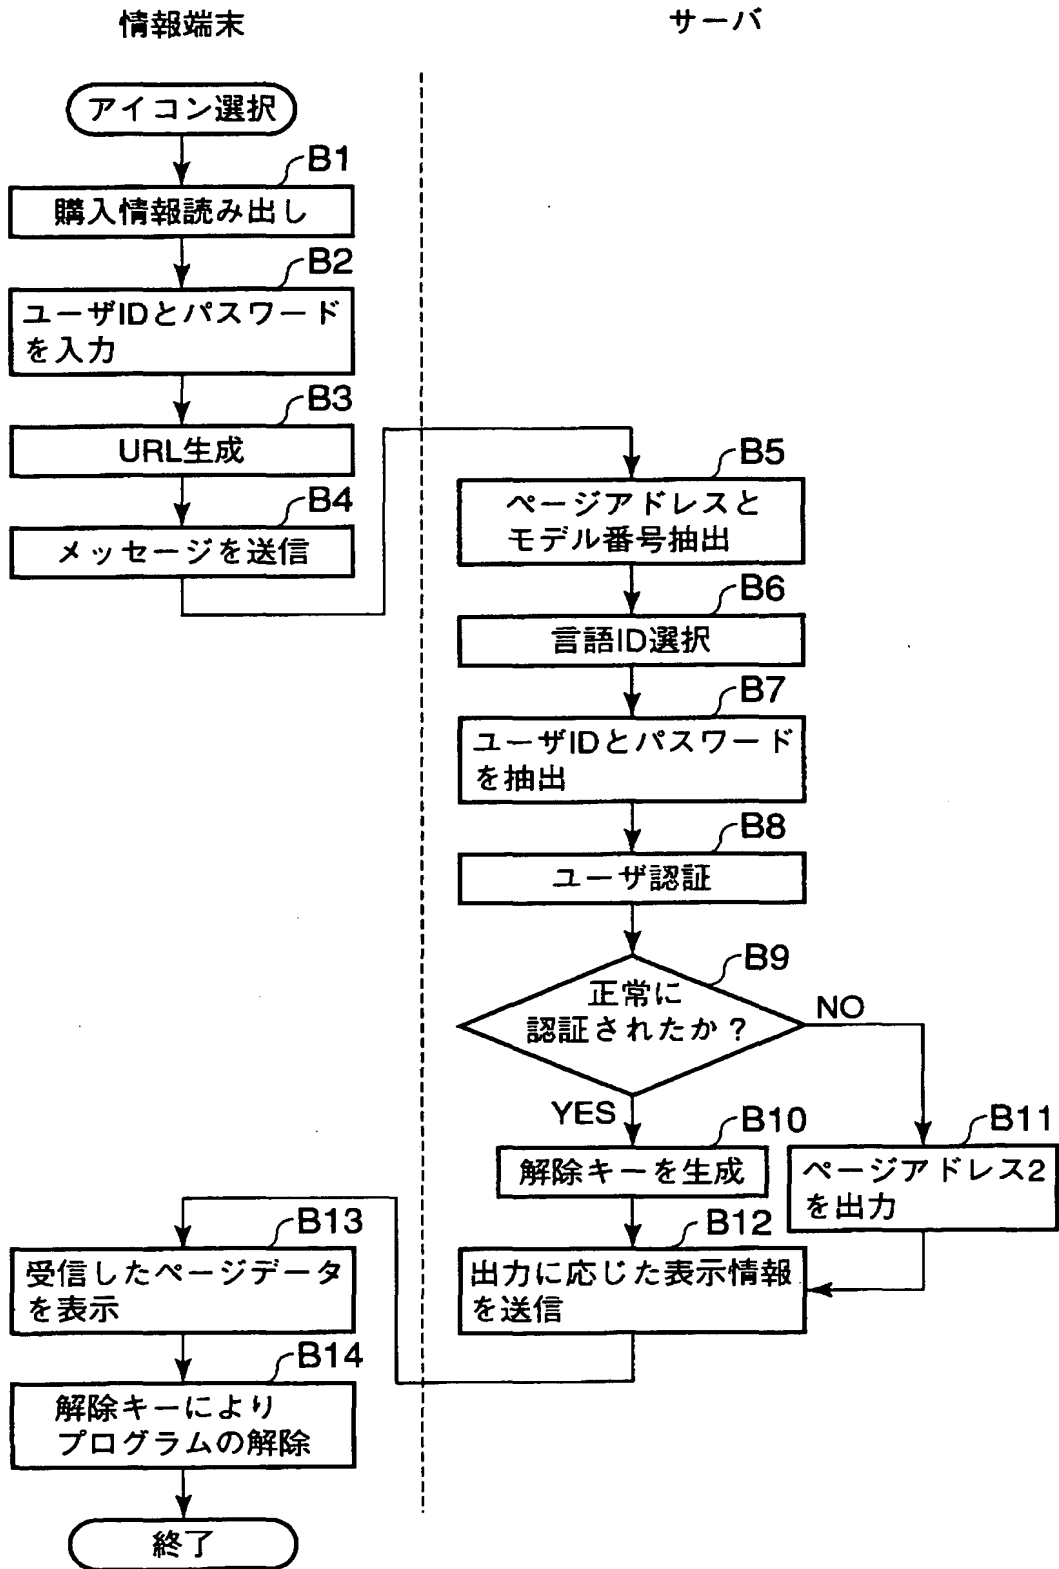 情報端末
サーバ
アイコン選択
B1
購入情報読み出し
B2
ユーザIDとパスワード
を入力
B3
URL生成
B4
メッセージを送信
B5
ページアドレスと
モデル番号抽出
B6
言語ID選択
B7
ユーザIDとパスワード
を抽出
B8
ユーザ認証
B9
正常に
認証されたか？
NO
YES
B10
解除キーを生成
B11
ページアドレス2
を出力
B12
出力に応じた表示情報
を送信
B13
受信したページデータ
を表示
B14
解除キーにより
プログラムの解除
終了